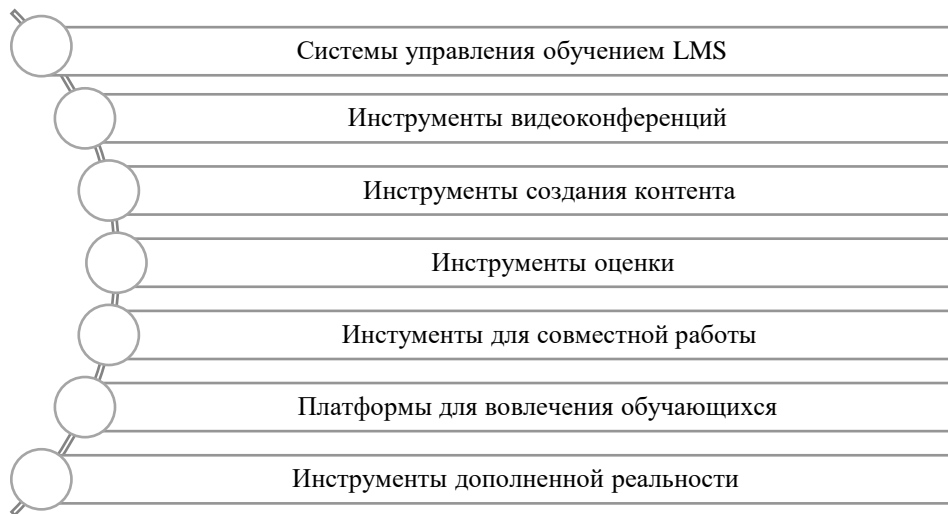 Системы управления обучением LMS
Инструменты видеоконференций
Инструменты создания контента
Инструменты оценки
Инстументы для совместной работы
Платформы для вовлечения обучающихся
Инструменты дополненной реальности